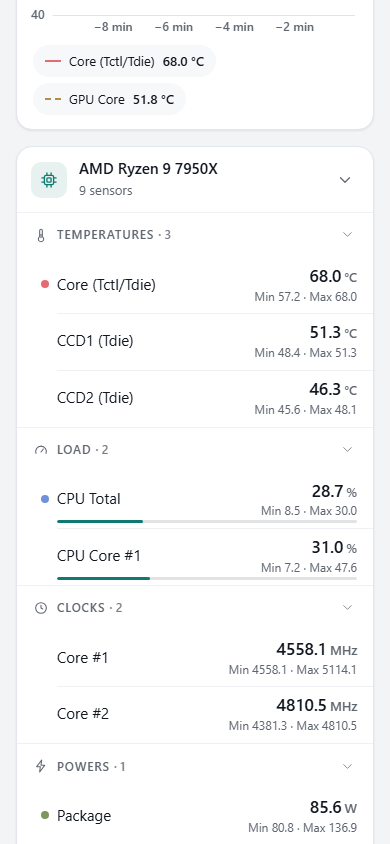 40
−8 min −6 min −4 min −2 min
Core (Tctl/Tdie) 68.0 °C
GPU Core 51.8 °C
AMD Ryzen 9 7950X
9 sensors
TEMPERATURES · 3
Core (Tctl/Tdie) 68.0 °C
Min 57.2 · Max 68.0
CCD1 (Tdie) 51.3 °C
Min 48.4 · Max 51.3
CCD2 (Tdie) 46.3 °C
Min 45.6 · Max 48.1
LOAD · 2
CPU Total 28.7 %
Min 8.5 · Max 30.0
CPU Core #1 31.0 %
Min 7.2 · Max 47.6
CLOCKS · 2
Core #1 4558.1 MHz
Min 4558.1 · Max 5114.1
Core #2 4810.5 MHz
Min 4381.3 · Max 4810.5
POWERS · 1
Package 85.6 W
Min 80.8 · Max 136.9